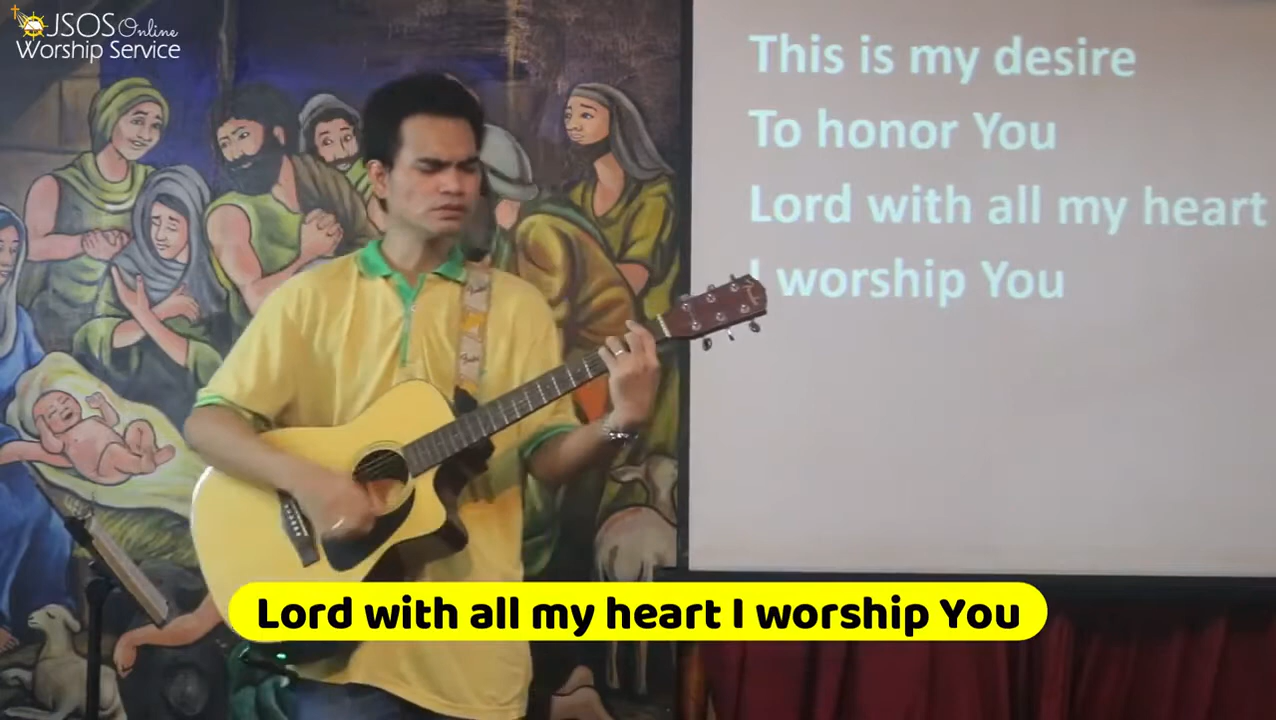 JSOS Online
Worship Service
This is my desire
To honor You
Lord with all my heart
I worship You
Lord with all my heart I worship You